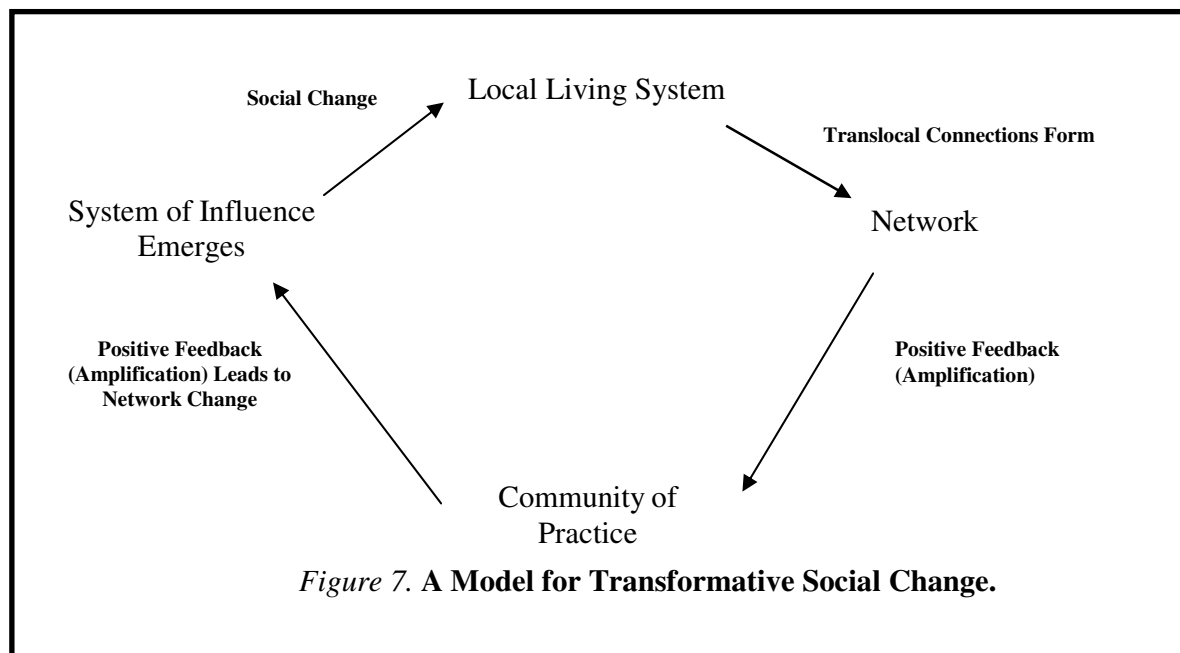 Local Living System
Social Change
Translocal Connections Form
System of Influence
Emerges
Network
Positive Feedback
(Amplification) Leads to
Network Change
Positive Feedback
(Amplification)
Community of
Practice
Figure 7. A Model for Transformative Social Change.